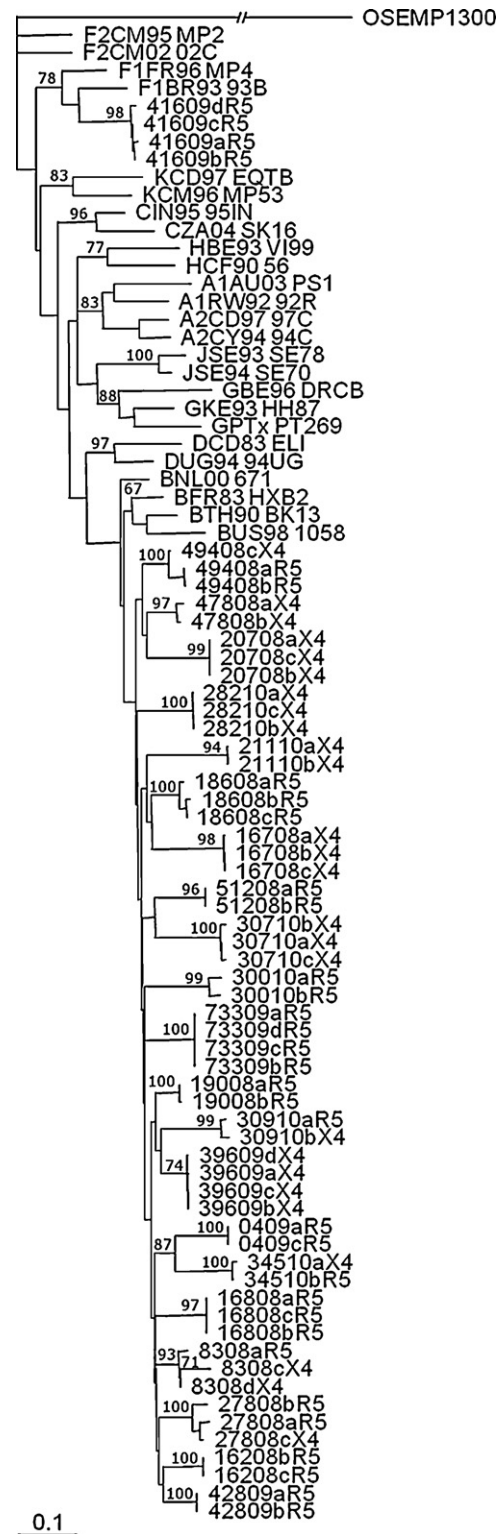 OSEMP1300
F2CM95 MP2
F2CM02 02C
F1FR96 MP4
78
F1BR93 93B
41609dR5
98
41609cR5
41609aR5
41609bR5
KCD97 EQTB
83
KCM96 MP53
CIN95 95IN
96
CZA04 SK16
HBE93 VI99
77
HCF90 56
A1AU03 PS1
A1RW92 92R
83
A2CD97 97C
A2CY94 94C
JSE93 SE78
100
JSE94 SE70
GBE96 DRCB
88
GKE93 HH87
GPTx PT269
DCD83 ELI
97
DUG94 94UG
BNL00 671
BFR83 HXB2
67
BTH90 BK13
BUS98 1058
49408cX4
100
49408aR5
49408bR5
47808aX4
97
47808bX4
20708aX4
99
20708cX4
20708bX4
28210aX4
100
28210cX4
28210bX4
21110aX4
94
21110bX4
18608aR5
100
18608bR5
18608cR5
16708aX4
98
16708bX4
16708cX4
51208aR5
96
51208bR5
30710bX4
100
30710aX4
30710cX4
30010aR5
99
30010bR5
73309aR5
73309dR5
100
73309cR5
73309bR5
19008aR5
100
19008bR5
30910aR5
99
30910bX4
39609dX4
74
39609aX4
39609cX4
39609bX4
0409aR5
100
0409cR5
87
34510aX4
100
34510bR5
16808aR5
97
16808cR5
16808bR5
8308aR5
93
71
8308cX4
8308dX4
27808bR5
100
27808aR5
27808cX4
16208bR5
100
16208cR5
42809aR5
100
42809bR5
0.1